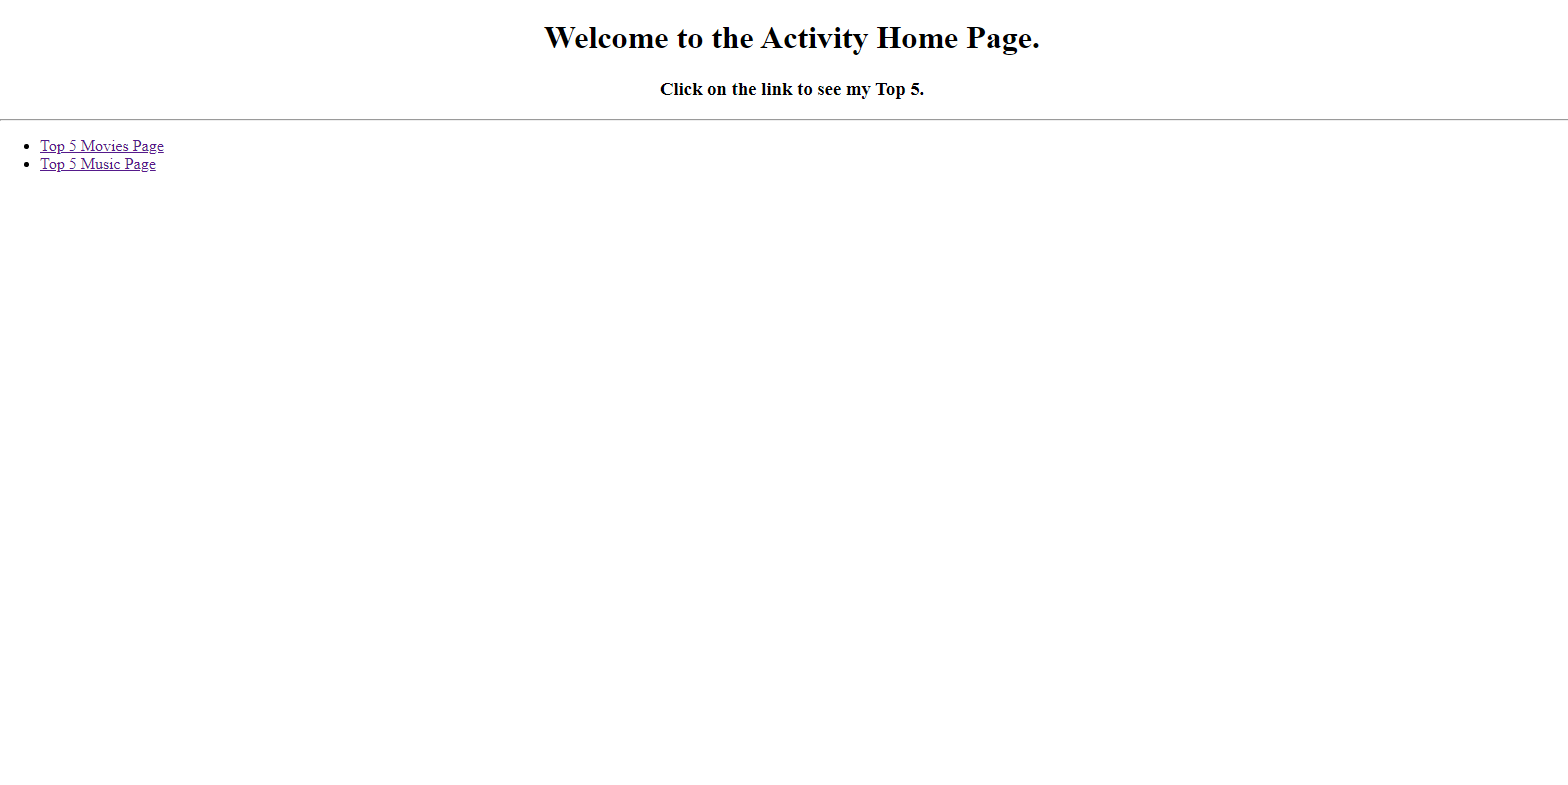 Welcome to the Activity Home Page.
Click on the link to see my Top 5.
Top 5 Movies Page
Top 5 Music Page